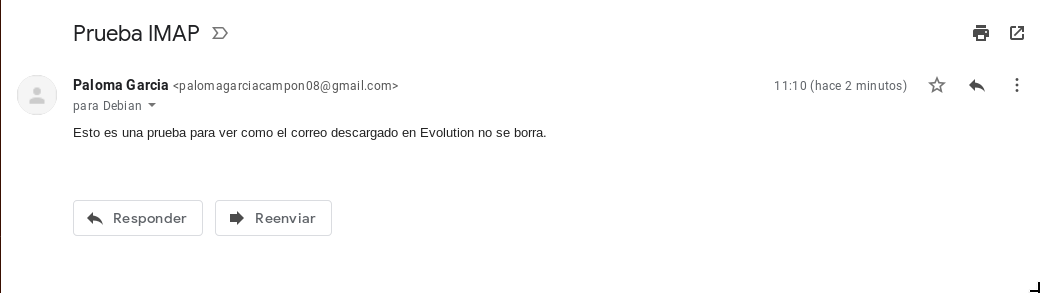 Prueba IMAP
Paloma Garcia <palomagarciacampon08@gmail.com> 11:10 (hace 2 minutos)
para Debian
Esto es una prueba para ver como el correo descargado en Evolution no se borra.
Responder Reenviar